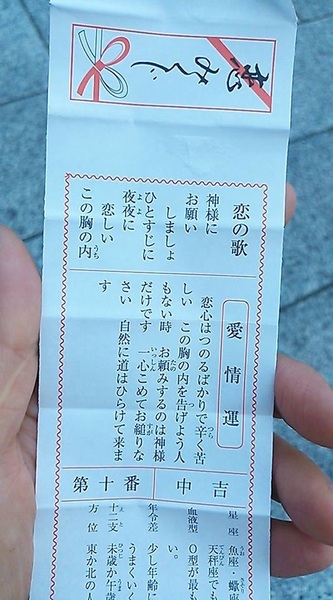 恋みくじ
恋の歌
神様に
お願い
しましょ
ひとすじに
夜夜に
恋しい
この胸の内
愛情運
恋心はつのるばかりで辛く苦
しい この胸の内を告げよう人
もない時 お頼みするのは神様
だけです 一心こめてお縋りな
さい 自然に道はひらけて来ま
す
中吉
第十番
星座 魚座・蠍座
天秤座でも
血液型 O型が最も
い。
年令差 少し年齢に
うまくい
十二支 未歳か午歳
方位 東か北の人